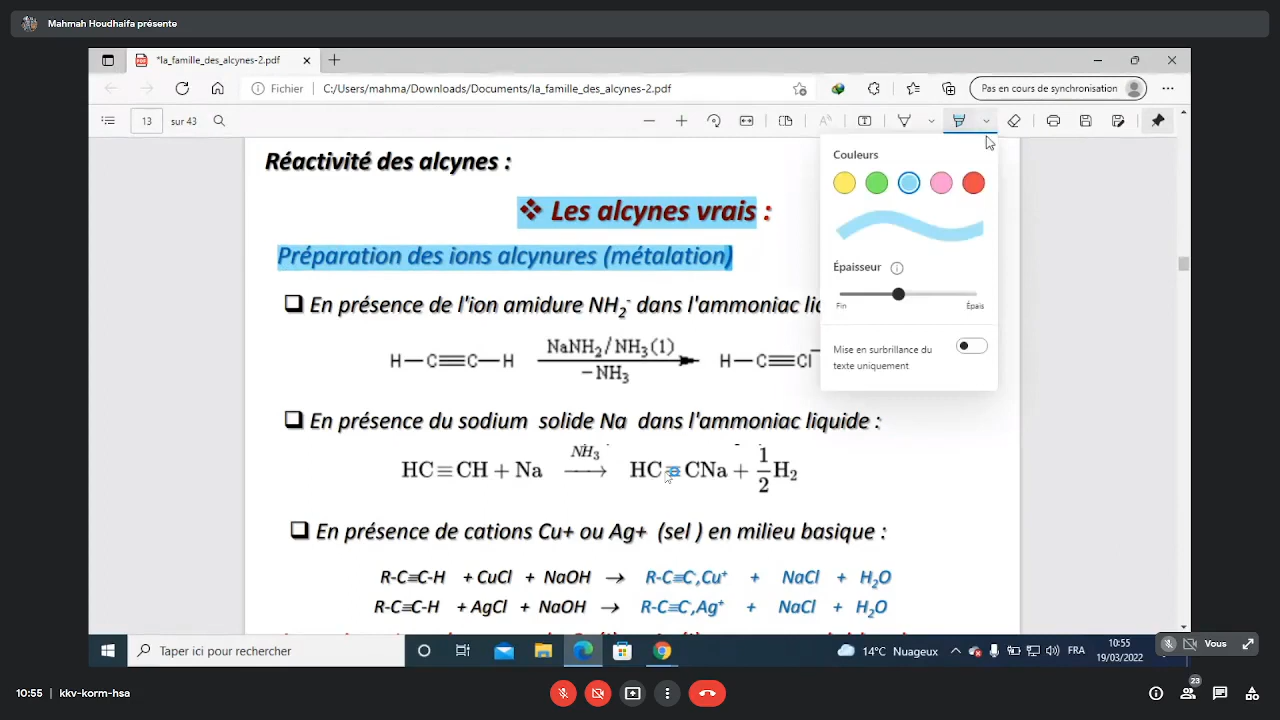 Mahmah Houdhaifa présente
*la_famille_des_alcynes-2.pdf
Fichier C:/Users/mahma/Downloads/Documents/la_famille_des_alcynes-2.pdf
Pas en cours de synchronisation
13 sur 43
Réactivité des alcynes :
❖ Les alcynes vrais :
Préparation des ions alcynures (métalation)
❑ En présence de l'ion amidure NH₂⁻ dans l'ammoniac
H—C≡C—H NaNH₂/NH₃(l) −NH₃ H—C≡Cl⁻
❑ En présence du sodium solide Na dans l'ammoniac liquide :
HC≡CH + Na NH₃ ⟶ HC≡CNa + 1/2 H₂
❑ En présence de cations Cu+ ou Ag+ (sel ) en milieu basique :
R-C≡C-H + CuCl + NaOH → R-C≡C⁻,Cu⁺ + NaCl + H₂O
R-C≡C-H + AgCl + NaOH → R-C≡C⁻,Ag⁺ + NaCl + H₂O
Couleurs
Épaisseur
Fin Épais
Mise en surbrillance du
texte uniquement
Taper ici pour rechercher
14°C Nuageux
FRA
10:55
19/03/2022
Vous
10:55 | kkv-korm-hsa
23